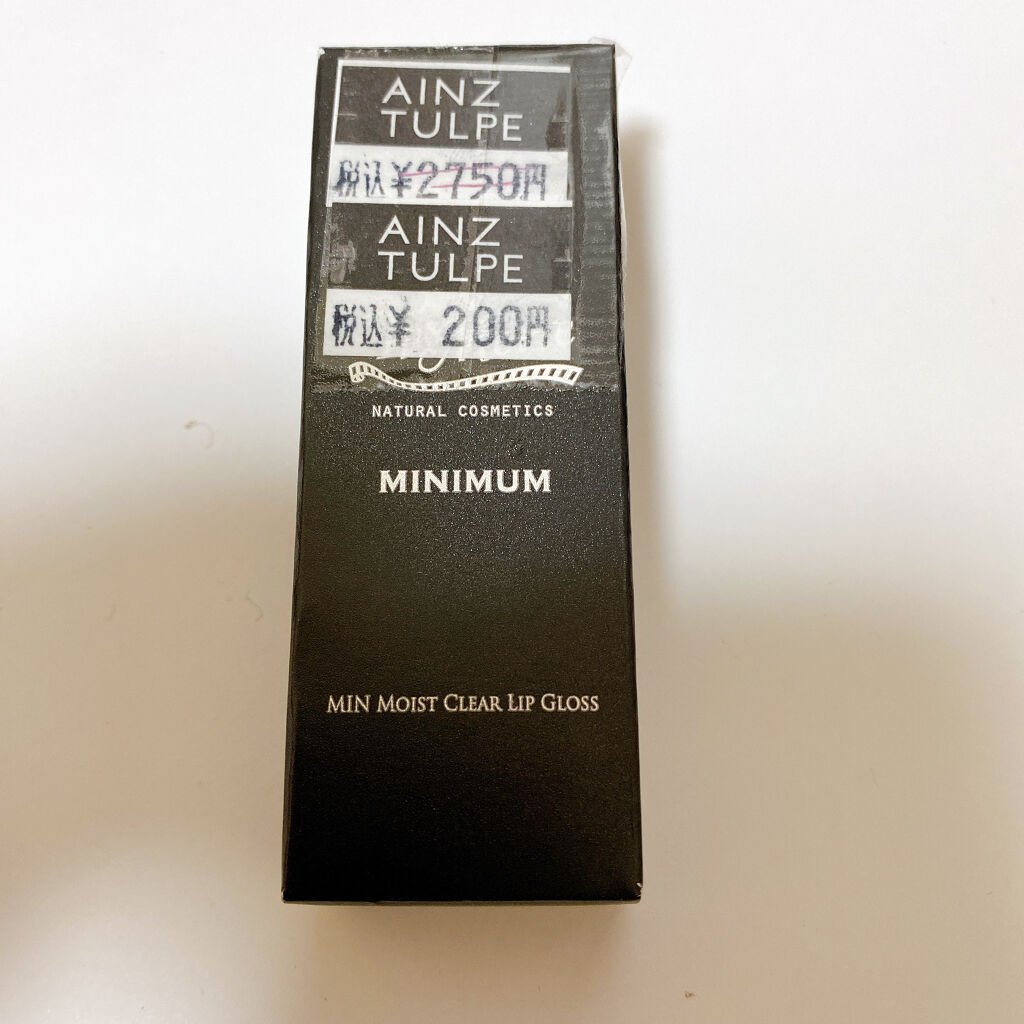 AINZ
TULPE
税込¥2750円
AINZ
TULPE
税込¥ 200円
NATURAL COSMETICS
MINIMUM
MIN MOIST CLEAR LIP GLOSS